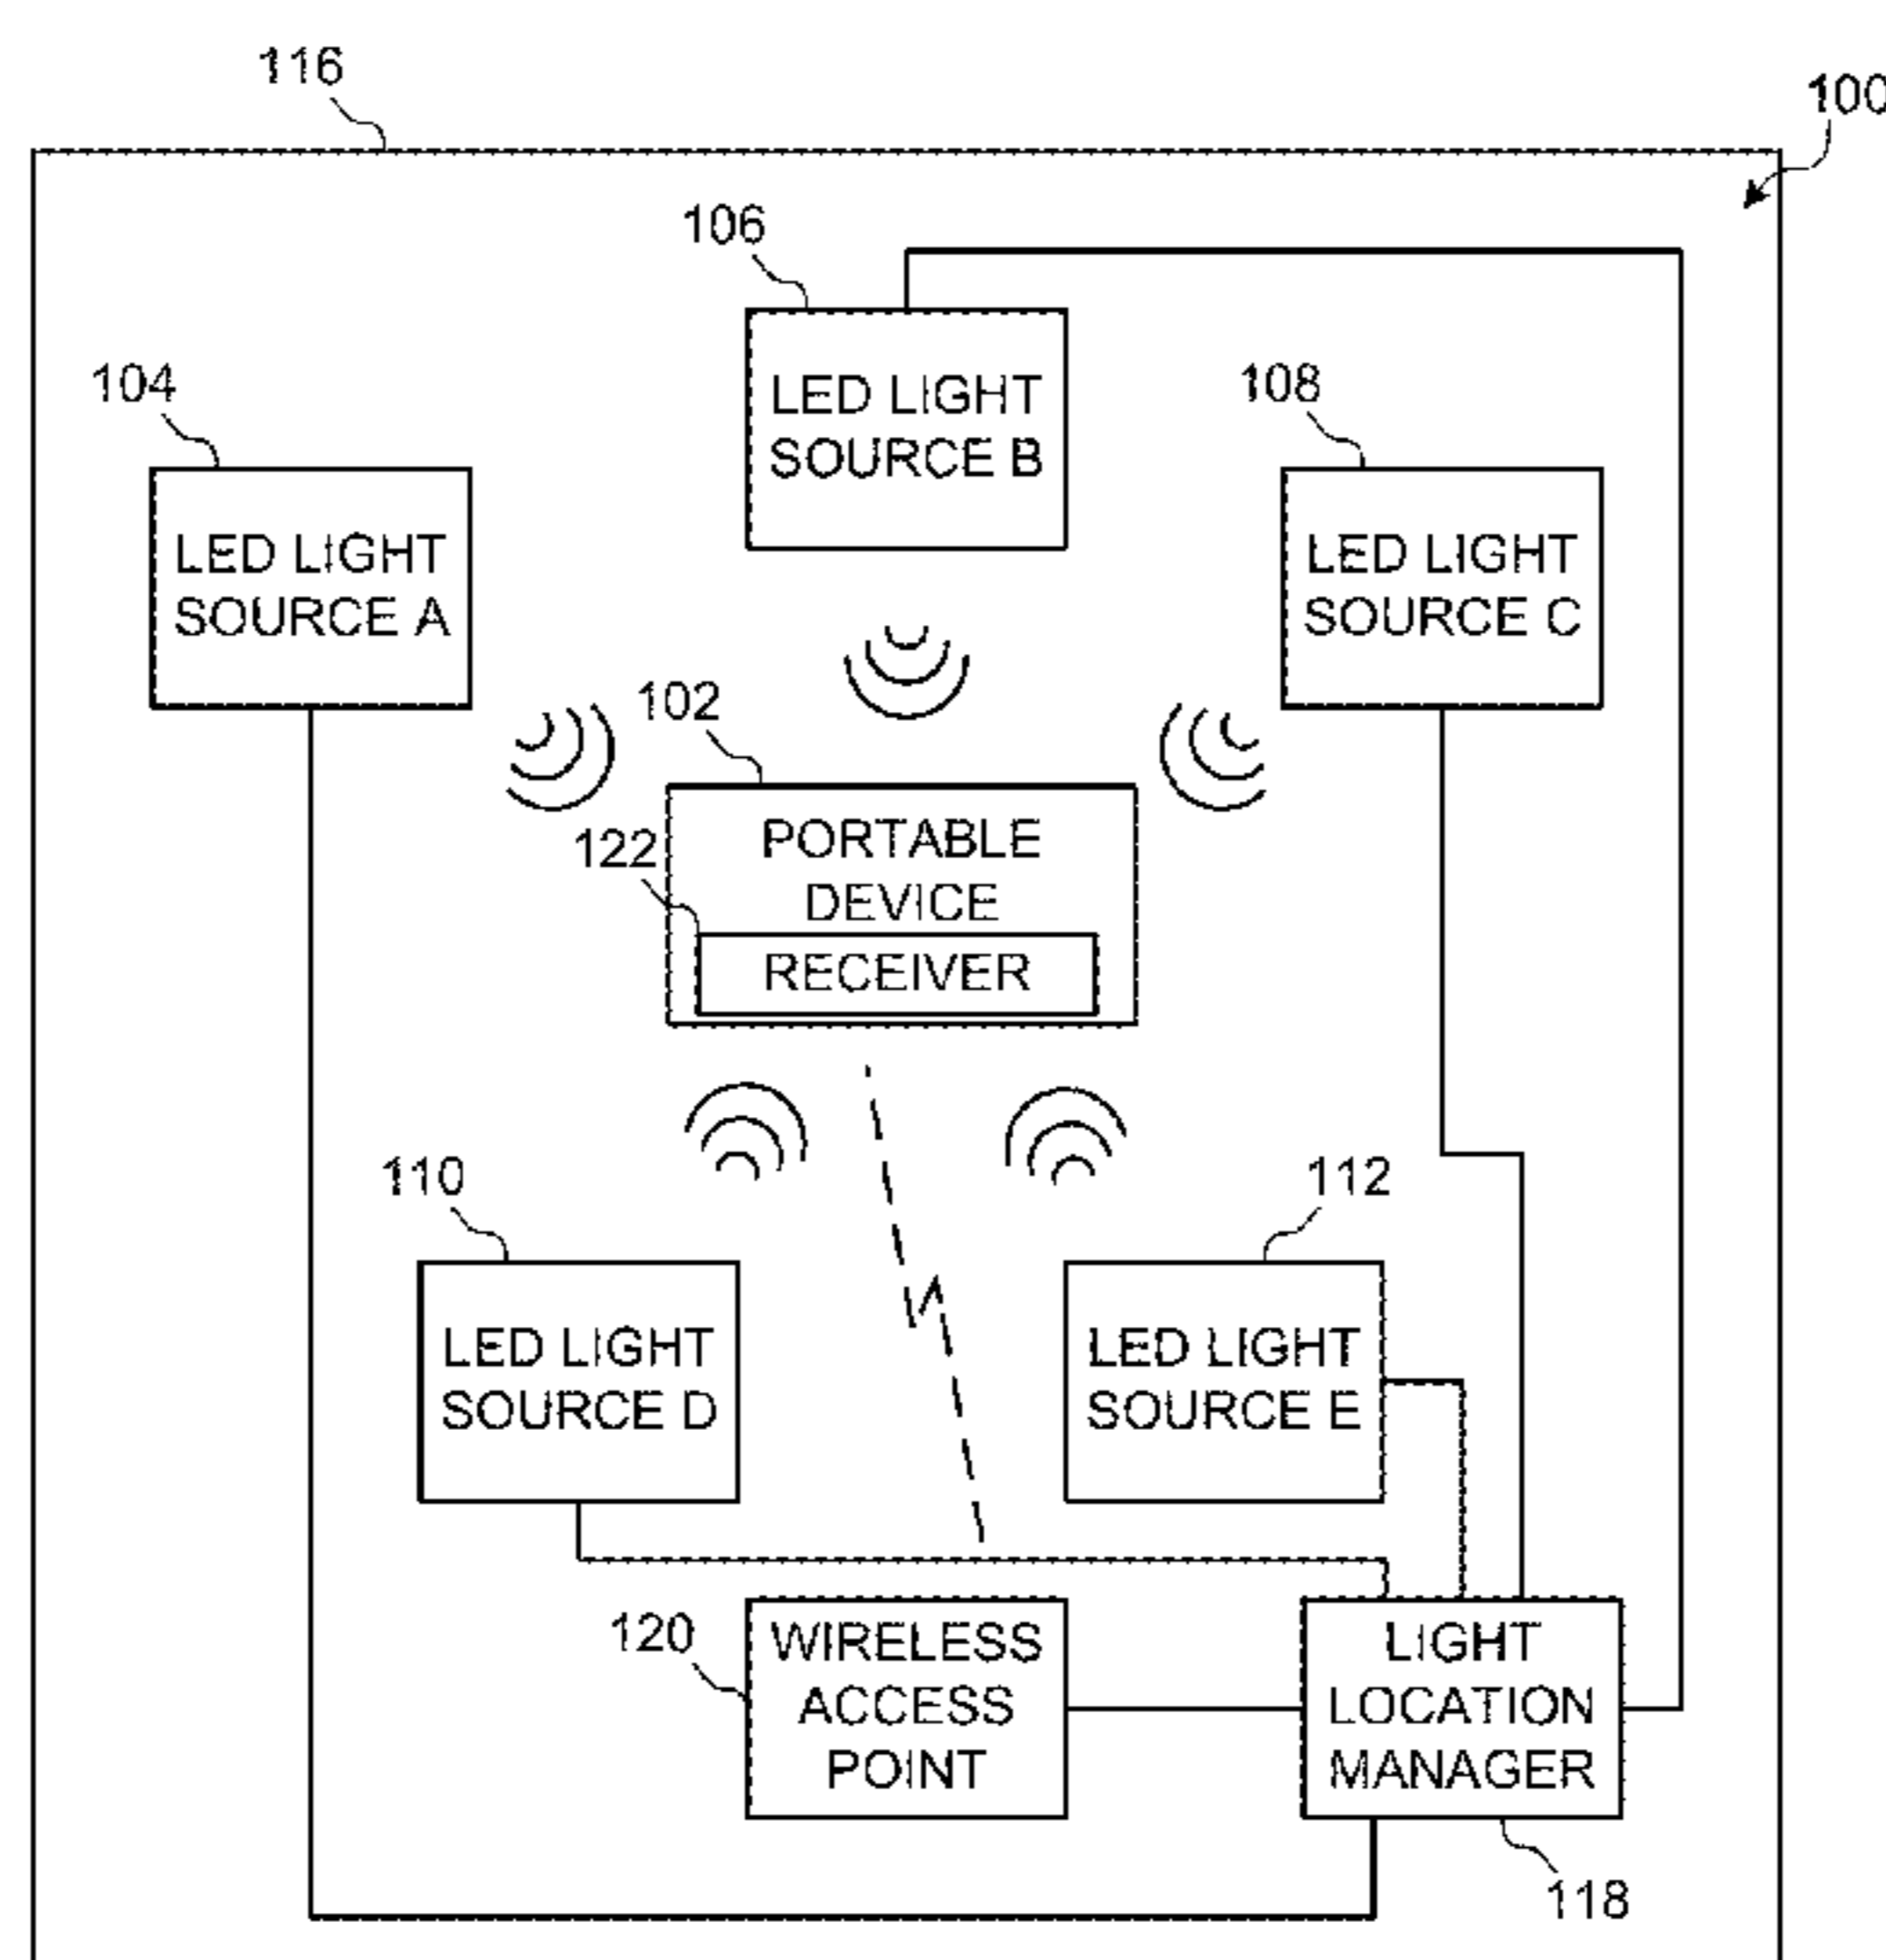 116
100
106
LED LIGHT
SOURCE B
104
LED LIGHT
SOURCE A
108
LED LIGHT
SOURCE C
102
PORTABLE
DEVICE
122
RECEIVER
110
LED LIGHT
SOURCE D
112
LED LIGHT
SOURCE E
120
WIRELESS
ACCESS
POINT
LIGHT
LOCATION
MANAGER
118